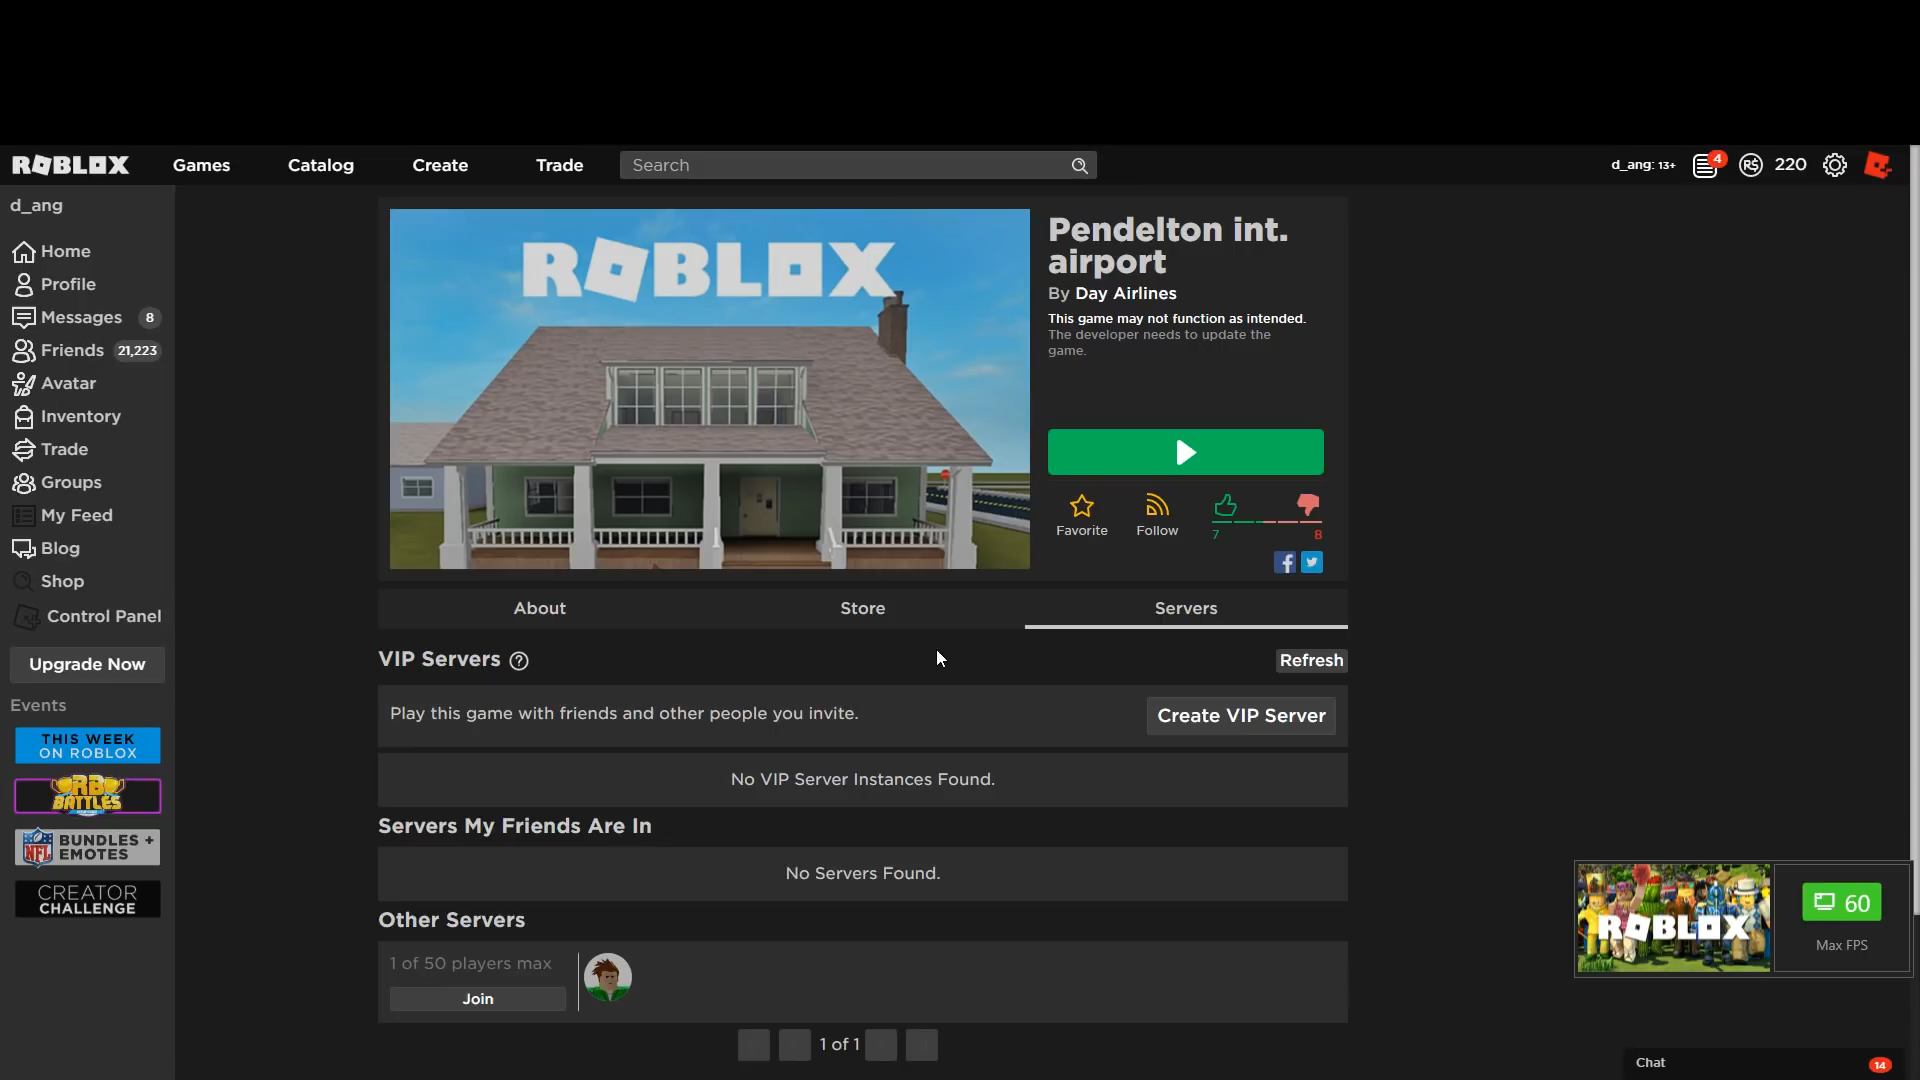 ROBLOX
Games
Catalog
Create
Trade
Search
d_ang: 13+
4
220
d_ang
Home
Profile
Messages 8
Friends 21,223
Avatar
Inventory
Trade
Groups
My Feed
Blog
Shop
Control Panel
Upgrade Now
Events
THIS WEEK
ON ROBLOX
RB
BATTLES
NFL
BUNDLES +
EMOTES
CREATOR
CHALLENGE
ROBLOX
Pendelton int.
airport
By Day Airlines
This game may not function as intended.
The developer needs to update the
game.
Favorite
Follow
7
8
About
Store
Servers
VIP Servers
Refresh
Play this game with friends and other people you invite.
Create VIP Server
No VIP Server Instances Found.
Servers My Friends Are In
No Servers Found.
Other Servers
1 of 50 players max
Join
1 of 1
ROBLOX
60
Max FPS
Chat
14